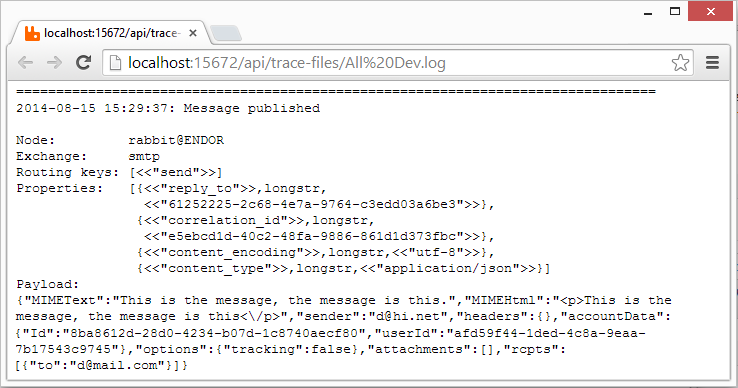 localhost:15672/api/trace-
localhost:15672/api/trace-files/All%20Dev.log
================================================================================
2014-08-15 15:29:37: Message published
Node:         rabbit@ENDOR
Exchange:     smtp
Routing keys: [<<"send">>]
Properties:   [{<<"reply_to">>,longstr,
                <<"61252225-2c68-4e7a-9764-c3edd03a6be3">>},
               {<<"correlation_id">>,longstr,
                <<"e5ebcd1d-40c2-48fa-9886-861d1d373fbc">>},
               {<<"content_encoding">>,longstr,<<"utf-8">>},
               {<<"content_type">>,longstr,<<"application/json">>}]
Payload:
{"MIMEText":"This is the message, the message is this.","MIMEHtml":"<p>This is the
message, the message is this<\/p>","sender":"d@hi.net","headers":{},"accountData":
{"Id":"8ba8612d-28d0-4234-b07d-1c8740aecf80","userId":"afd59f44-1ded-4c8a-9eaa-
7b17543c9745"},"options":{"tracking":false},"attachments":[],"rcpts":
[{"to":"d@mail.com"}]}